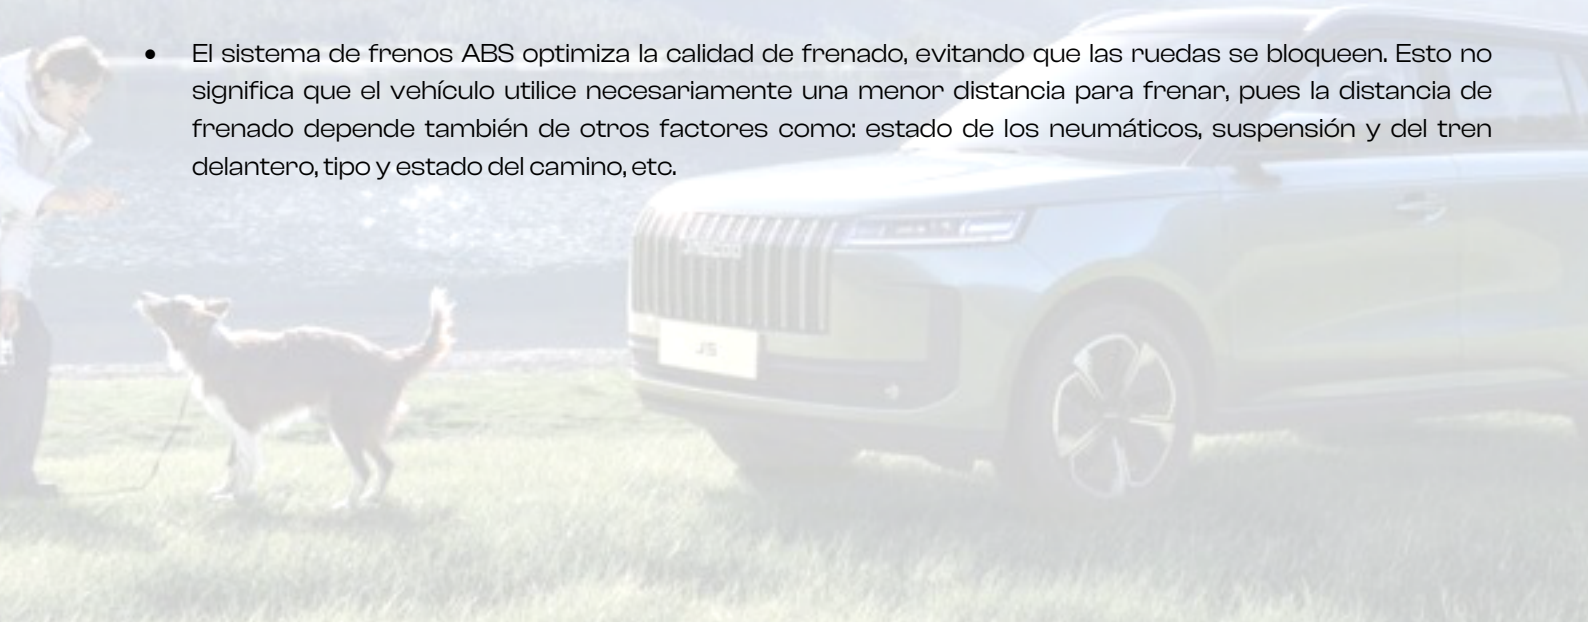 • El sistema de frenos ABS optimiza la calidad de frenado, evitando que las ruedas se bloqueen. Esto no
significa que el vehículo utilice necesariamente una menor distancia para frenar, pues la distancia de
frenado depende también de otros factores como: estado de los neumáticos, suspensión y del tren
delantero, tipo y estado del camino, etc.
J5